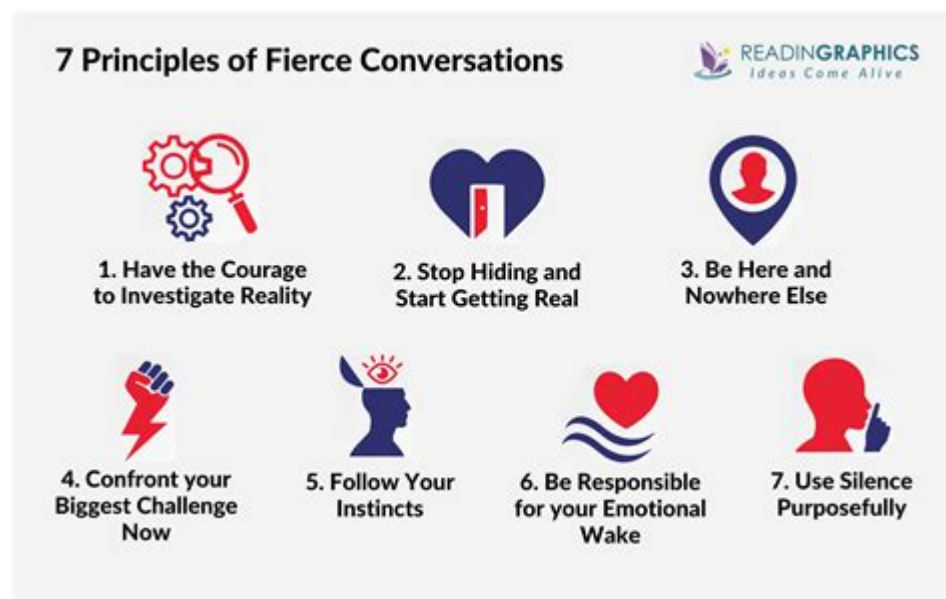 7 Principles of Fierce Conversations
READINGRAPHICS
Ideas Come Alive
1. Have the Courage
to Investigate Reality
2. Stop Hiding and
Start Getting Real
3. Be Here and
Nowhere Else
4. Confront your
Biggest Challenge
Now
5. Follow Your
Instincts
6. Be Responsible
for your Emotional
Wake
7. Use Silence
Purposefully